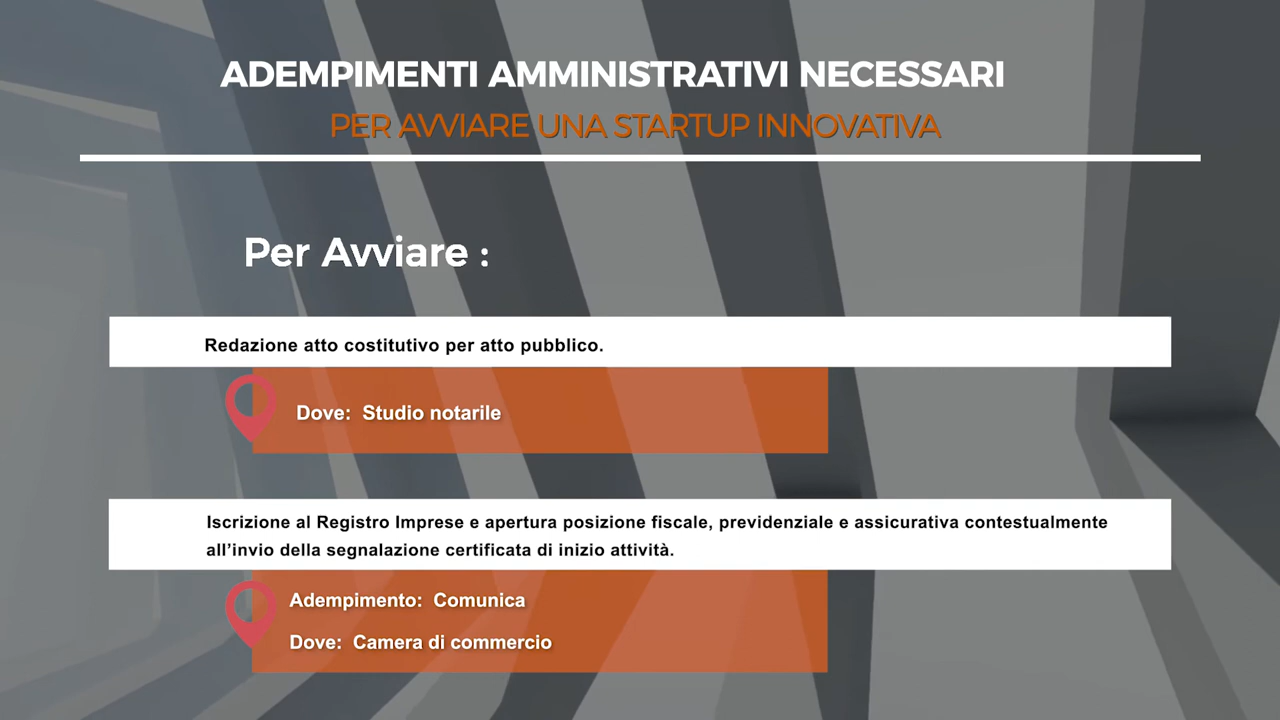 ADEMPIMENTI AMMINISTRATIVI NECESSARI
PER AVVIARE UNA STARTUP INNOVATIVA
Per Avviare :
Redazione atto costitutivo per atto pubblico.
Dove: Studio notarile
Iscrizione al Registro Imprese e apertura posizione fiscale, previdenziale e assicurativa contestualmente
all’invio della segnalazione certificata di inizio attività.
Adempimento: Comunica
Dove: Camera di commercio